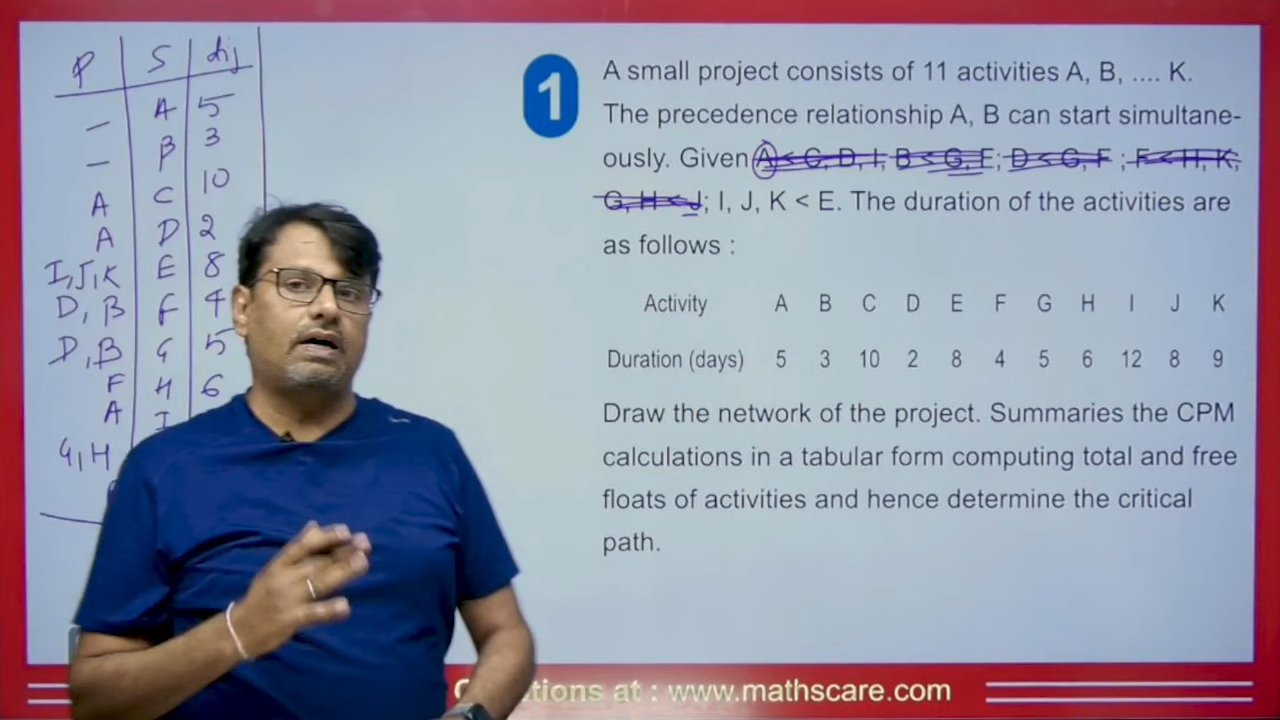 P S dij
— A 5
— B 3
A C 10
A D 2
I,J,K E 8
D, B F 4
D,B G 5
F H 6
A I
G,H
1
A small project consists of 11 activities A, B, .... K.
The precedence relationship A, B can start simultane-
ously. Given A < C, D, I; B < G, F; D < G, F ; F < H, K;
G, H < J; I, J, K < E. The duration of the activities are
as follows :
Activity A B C D E F G H I J K
Duration (days) 5 3 10 2 8 4 5 6 12 8 9
Draw the network of the project. Summaries the CPM
calculations in a tabular form computing total and free
floats of activities and hence determine the critical
path.
at : www.mathscare.com